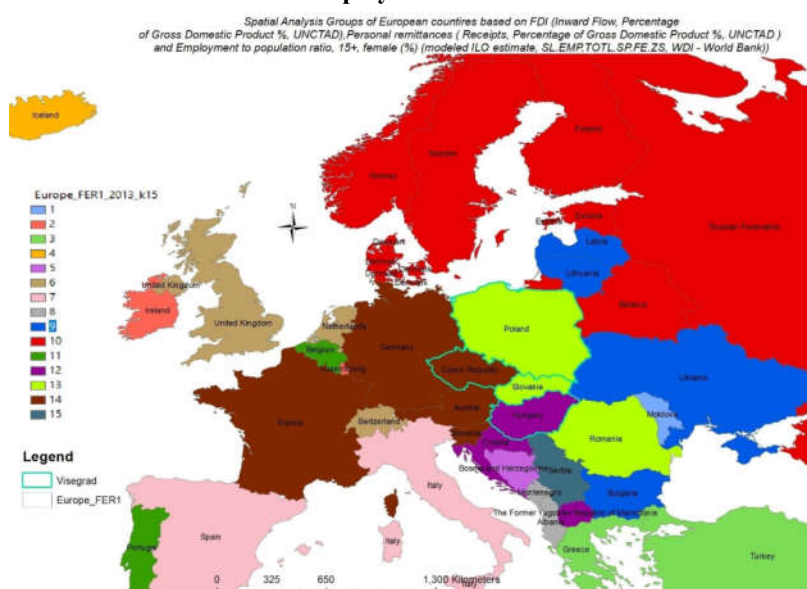 Spatial Analysis Groups of European countires based on FDI (Inward Flow, Percentage
of Gross Domestic Product %, UNCTAD),Personal remittances ( Receipts, Percentage of Gross Domestic Product %, UNCTAD )
and Employment to population ratio, 15+, female (%) (modeled ILO estimate, SL.EMP.TOTL.SP.FE.ZS, WDI - World Bank))
Iceland
Finland
Sweden
Norway
Russian Federation
Europe_FER1_2013_k15
1
2
3
4
5
6
7
8
9
10
11
12
13
14
15
N
Estonia
Latvia
Lithuania
Denmark
Denmark
Belarus
United Kingdom
Ireland
United Kingdom
Netherlands
Poland
Germany
Belgium
Luxembourg
Czech Republic
Ukraine
Slovakia
France
Austria
Hungary
Moldova
Switzerland
Slovenia
Romania
Croatia
Bosnia and Herzegovina
Serbia
Legend
Visegrad
Europe_FER1
Italy
Montenegro
Bulgaria
The Former Yugoslav Republic of Macedonia
Albania
Portugal
Spain
Italy
Greece
Turkey
Italy
0 325 650 1,300 Kilometers